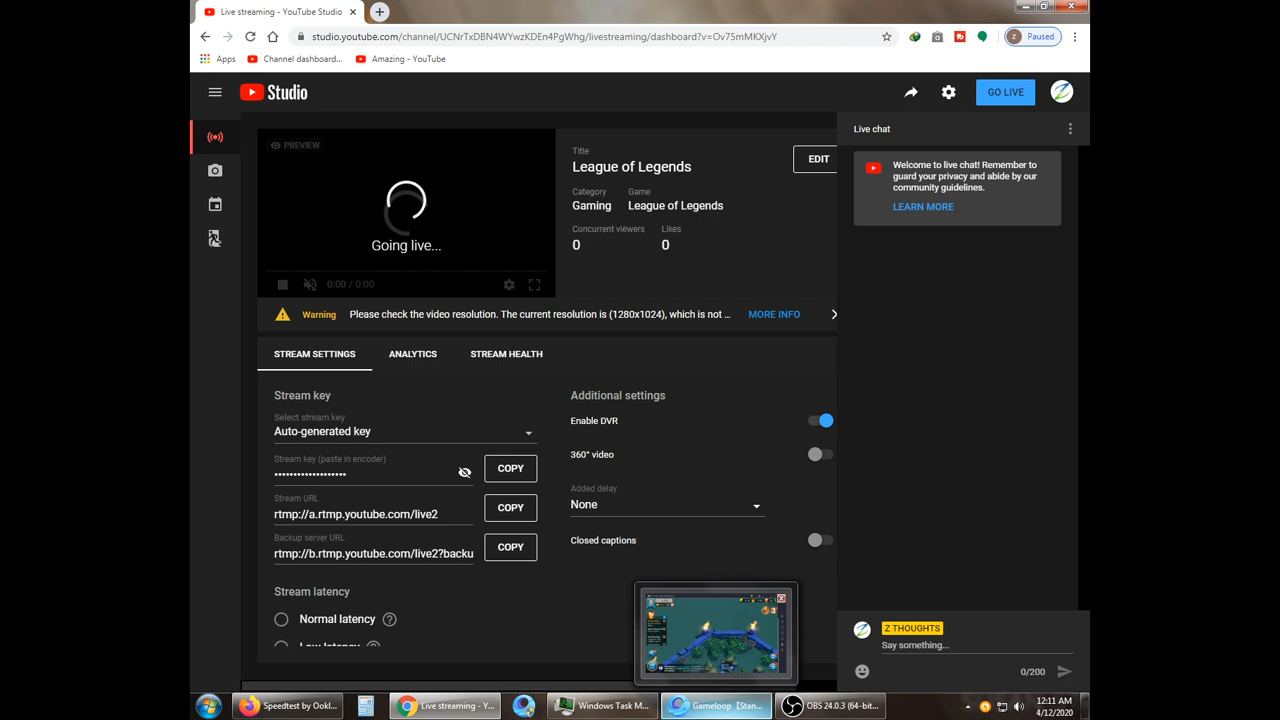 Live streaming - YouTube Studio
studio.youtube.com/channel/UCNrTxDBN4WYwzKDEn4PgWhg/livestreaming/dashboard?v=Ov75mMKXjvY
Z Paused
Apps Channel dashboard... Amazing - YouTube
Studio
GO LIVE
PREVIEW
Going live...
0:00 / 0:00
Title
League of Legends
EDIT
Category Game
Gaming League of Legends
Concurrent viewers Likes
0 0
Live chat
Welcome to live chat! Remember to
guard your privacy and abide by our
community guidelines.
LEARN MORE
Warning Please check the video resolution. The current resolution is (1280x1024), which is not ... MORE INFO
STREAM SETTINGS ANALYTICS STREAM HEALTH
Stream key
Select stream key
Auto-generated key
Stream key (paste in encoder)
••••••••••••••••••• COPY
Stream URL
rtmp://a.rtmp.youtube.com/live2 COPY
Backup server URL
rtmp://b.rtmp.youtube.com/live2?backu COPY
Stream latency
Normal latency
Low latency
Additional settings
Enable DVR
360° video
Added delay
None
Closed captions
Z THOUGHTS
Say something...
0/200
Speedtest by Ookl... Live streaming - Y... Windows Task M... Gameloop【Stan... OBS 24.0.3 (64-bit...
12:11 AM
4/12/2020